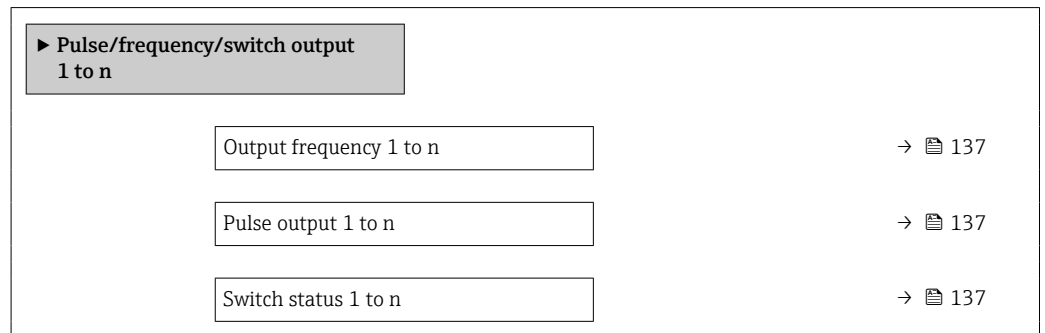 ▶ Pulse/frequency/switch output
1 to n
Output frequency 1 to n → 137
Pulse output 1 to n → 137
Switch status 1 to n → 137